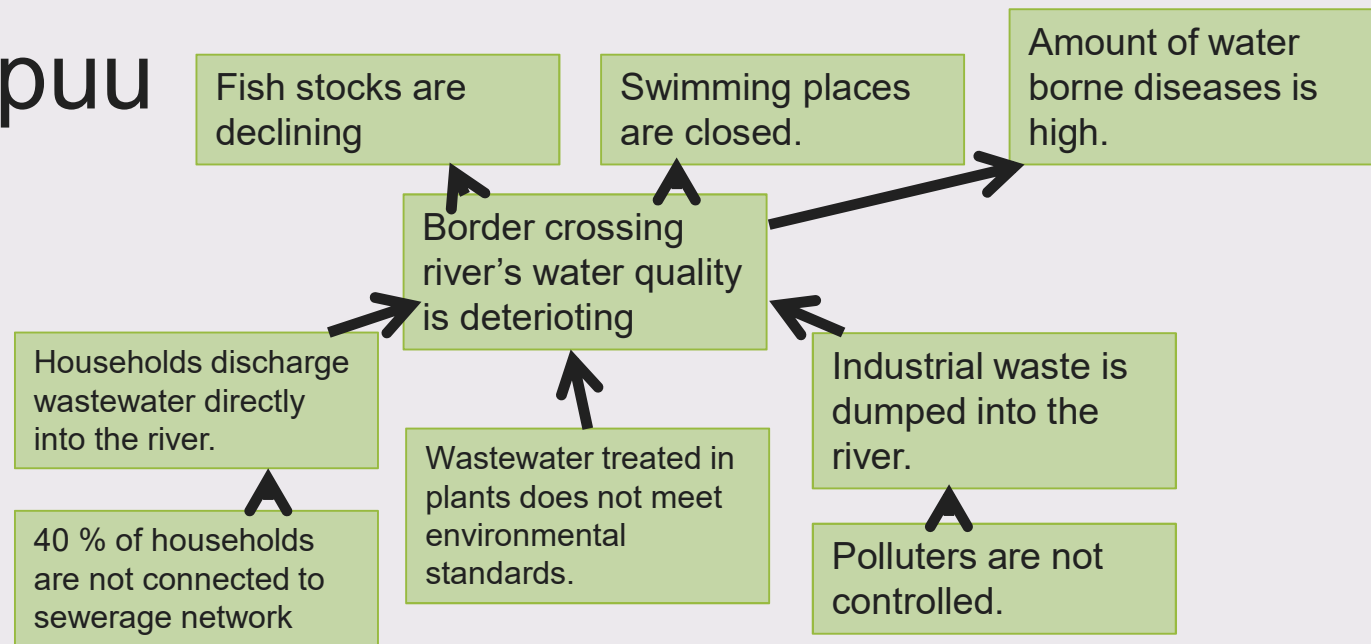 puu
Fish stocks are
declining
Swimming places
are closed.
Amount of water
borne diseases is
high.
Border crossing
river’s water quality
is deterioting
Households discharge
wastewater directly
into the river.
Wastewater treated in
plants does not meet
environmental
standards.
Industrial waste is
dumped into the
river.
40 % of households
are not connected to
sewerage network
Polluters are not
controlled.